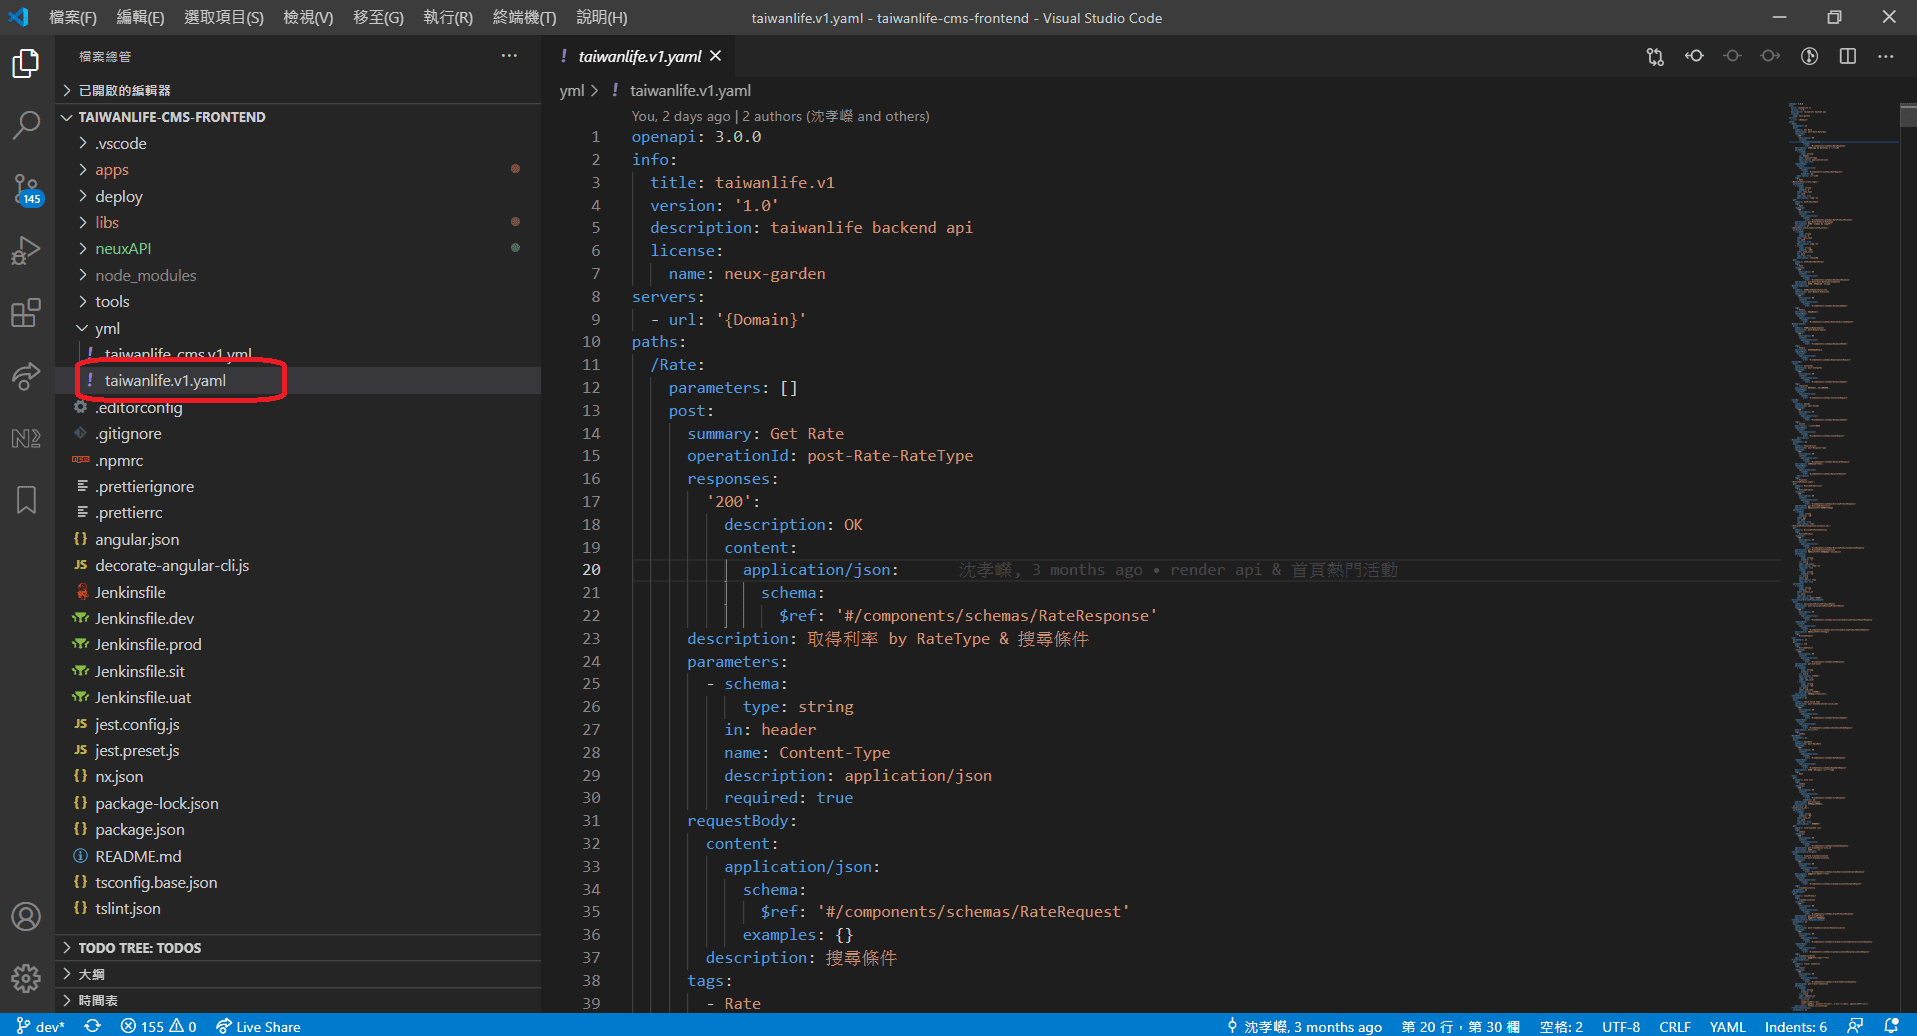 檔案(F) 編輯(E) 選取項目(S) 檢視(V) 移至(G) 執行(R) 終端機(T) 說明(H)
taiwanlife.v1.yaml - taiwanlife-cms-frontend - Visual Studio Code
檔案總管
已開啟的編輯器
TAIWANLIFE-CMS-FRONTEND
.vscode
apps
deploy
libs
neuxAPI
node_modules
tools
yml
! taiwanlife_cms.v1.yml
! taiwanlife.v1.yaml
.editorconfig
.gitignore
.npmrc
.prettierignore
.prettierrc
{} angular.json
JS decorate-angular-cli.js
Jenkinsfile
Jenkinsfile.dev
Jenkinsfile.prod
Jenkinsfile.sit
Jenkinsfile.uat
JS jest.config.js
JS jest.preset.js
{} nx.json
{} package-lock.json
{} package.json
README.md
{} tsconfig.base.json
{} tslint.json
TODO TREE: TODOS
大綱
時間表
145
! taiwanlife.v1.yaml
yml > ! taiwanlife.v1.yaml
You, 2 days ago | 2 authors (沈孝嶸 and others)
1 openapi: 3.0.0
2 info:
3 title: taiwanlife.v1
4 version: '1.0'
5 description: taiwanlife backend api
6 license:
7 name: neux-garden
8 servers:
9 - url: '{Domain}'
10 paths:
11 /Rate:
12 parameters: []
13 post:
14 summary: Get Rate
15 operationId: post-Rate-RateType
16 responses:
17 '200':
18 description: OK
19 content:
20 application/json: 沈孝嶸, 3 months ago • render api & 首頁熱門活動
21 schema:
22 $ref: '#/components/schemas/RateResponse'
23 description: 取得利率 by RateType & 搜尋條件
24 parameters:
25 - schema:
26 type: string
27 in: header
28 name: Content-Type
29 description: application/json
30 required: true
31 requestBody:
32 content:
33 application/json:
34 schema:
35 $ref: '#/components/schemas/RateRequest'
36 examples: {}
37 description: 搜尋條件
38 tags:
39 - Rate
dev* 155 0 Live Share
沈孝嶸, 3 months ago 第 20 行，第 30 欄 空格: 2 UTF-8 CRLF YAML Indents: 6